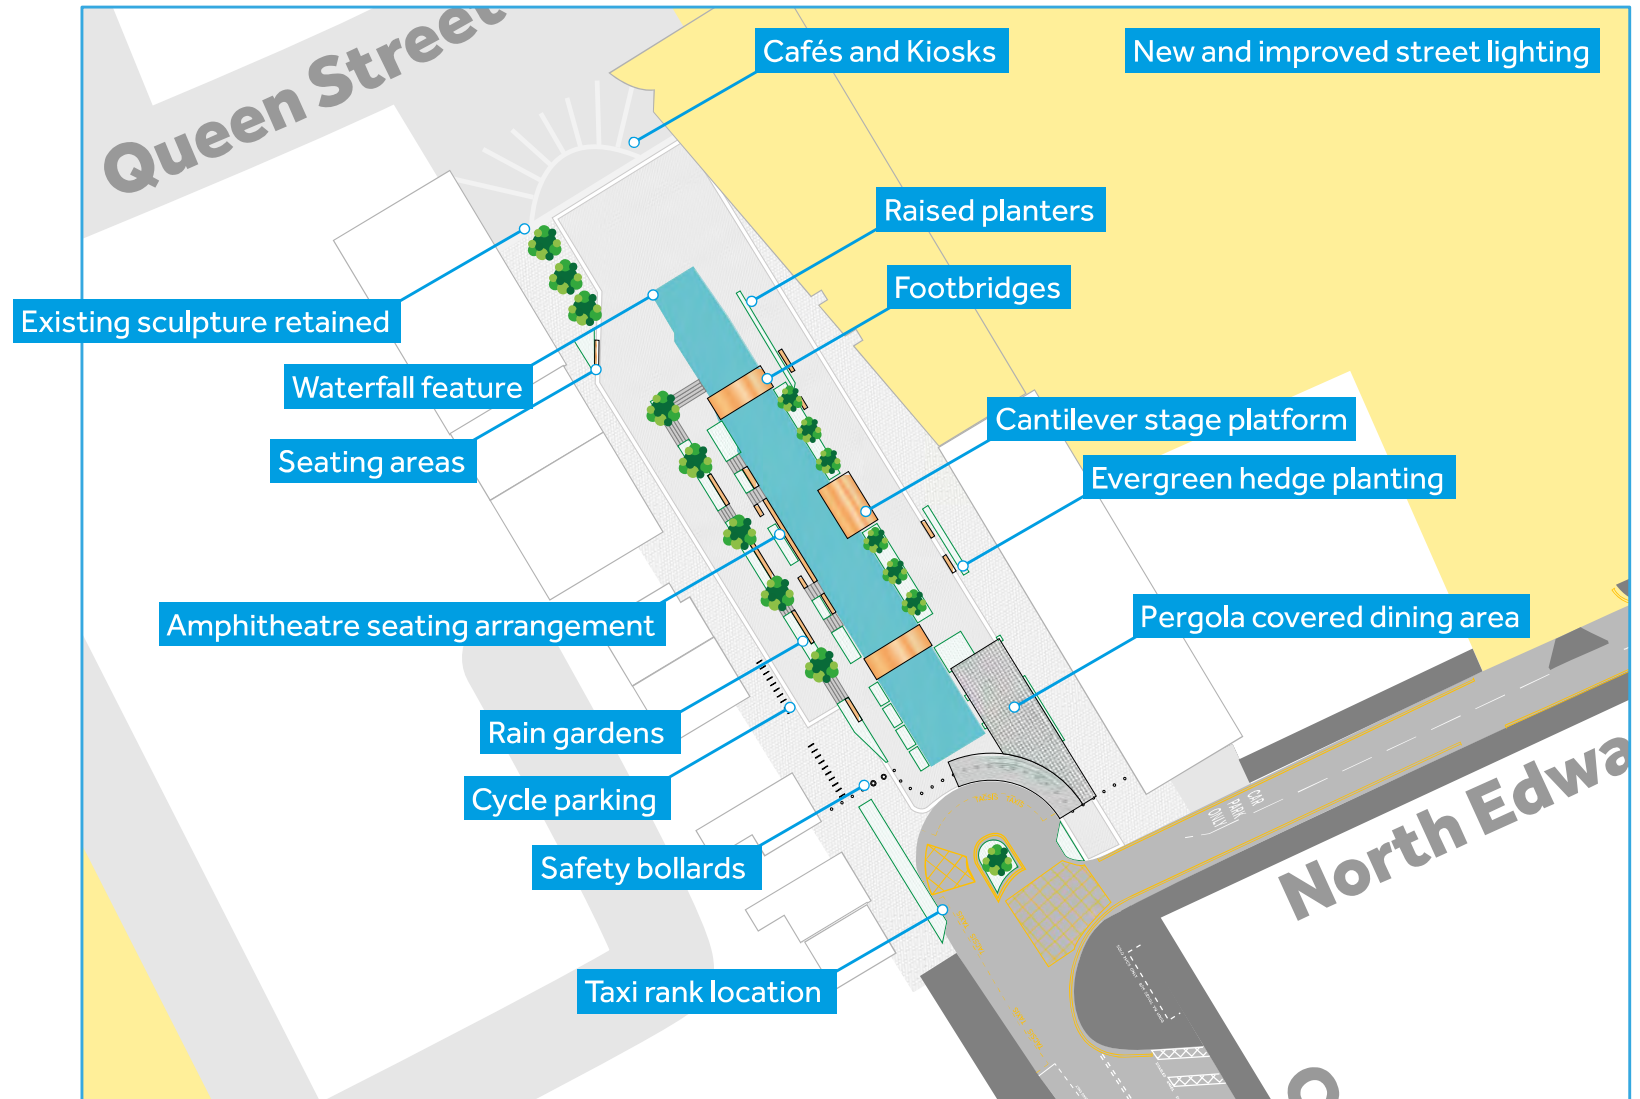 Queen Street
Cafés and Kiosks
New and improved street lighting
Raised planters
Footbridges
Existing sculpture retained
Waterfall feature
Seating areas
Cantilever stage platform
Evergreen hedge planting
Amphitheatre seating arrangement
Pergola covered dining area
Rain gardens
Cycle parking
Safety bollards
Taxi rank location
CAR
PARK
ONLY
North Edwa